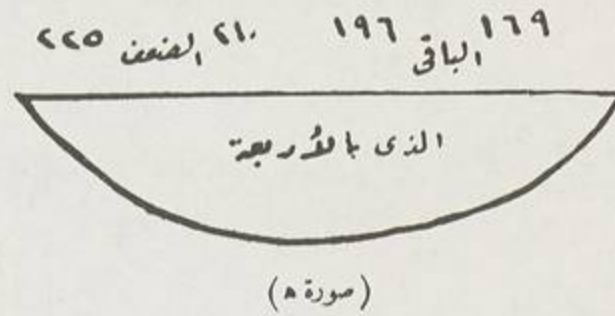 ١٦٩ الباقى ١٩٦ ٢١٠ الضعف ٢٢٥
الذى بالأربعة
(صورة ٨)